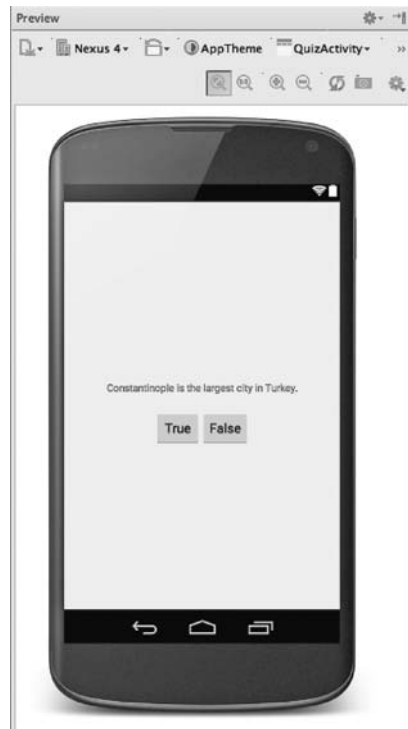 Preview
Nexus 4 AppTheme QuizActivity
Constantinople is the largest city in Turkey.
True False